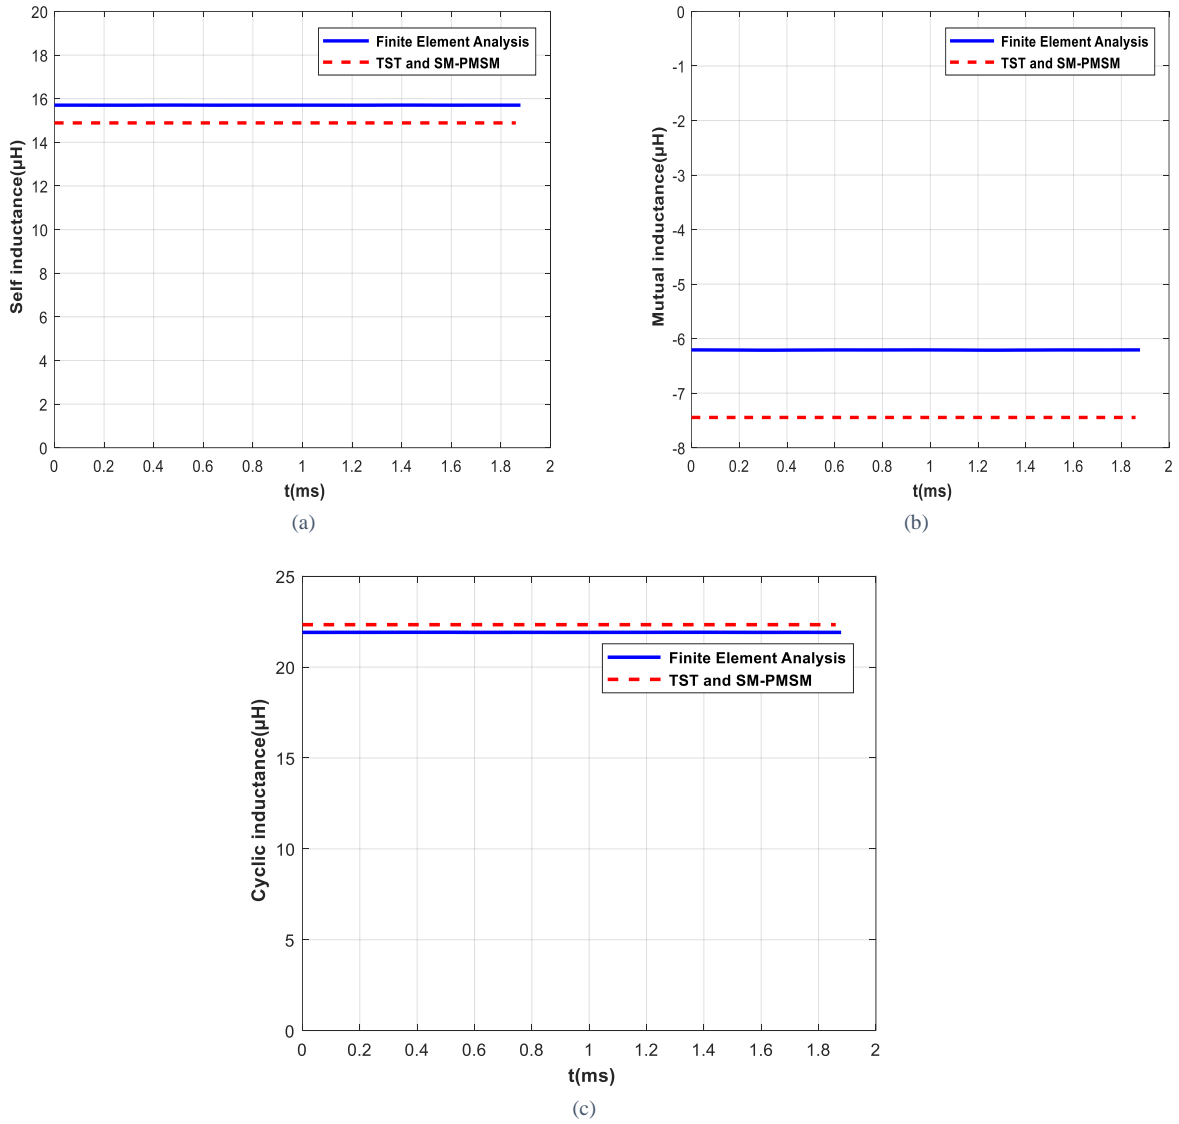 20
18
16
14
12
10
8
6
4
2
0
Self inductance(µH)
Finite Element Analysis
TST and SM-PMSM
0 0.2 0.4 0.6 0.8 1 1.2 1.4 1.6 1.8 2
t(ms)
(a)
0
-1
-2
-3
-4
-5
-6
-7
-8
Mutual inductance(µH)
Finite Element Analysis
TST and SM-PMSM
0 0.2 0.4 0.6 0.8 1 1.2 1.4 1.6 1.8 2
t(ms)
(b)
25
20
15
10
5
0
Cyclic inductance(µH)
Finite Element Analysis
TST and SM-PMSM
0 0.2 0.4 0.6 0.8 1 1.2 1.4 1.6 1.8 2
t(ms)
(c)